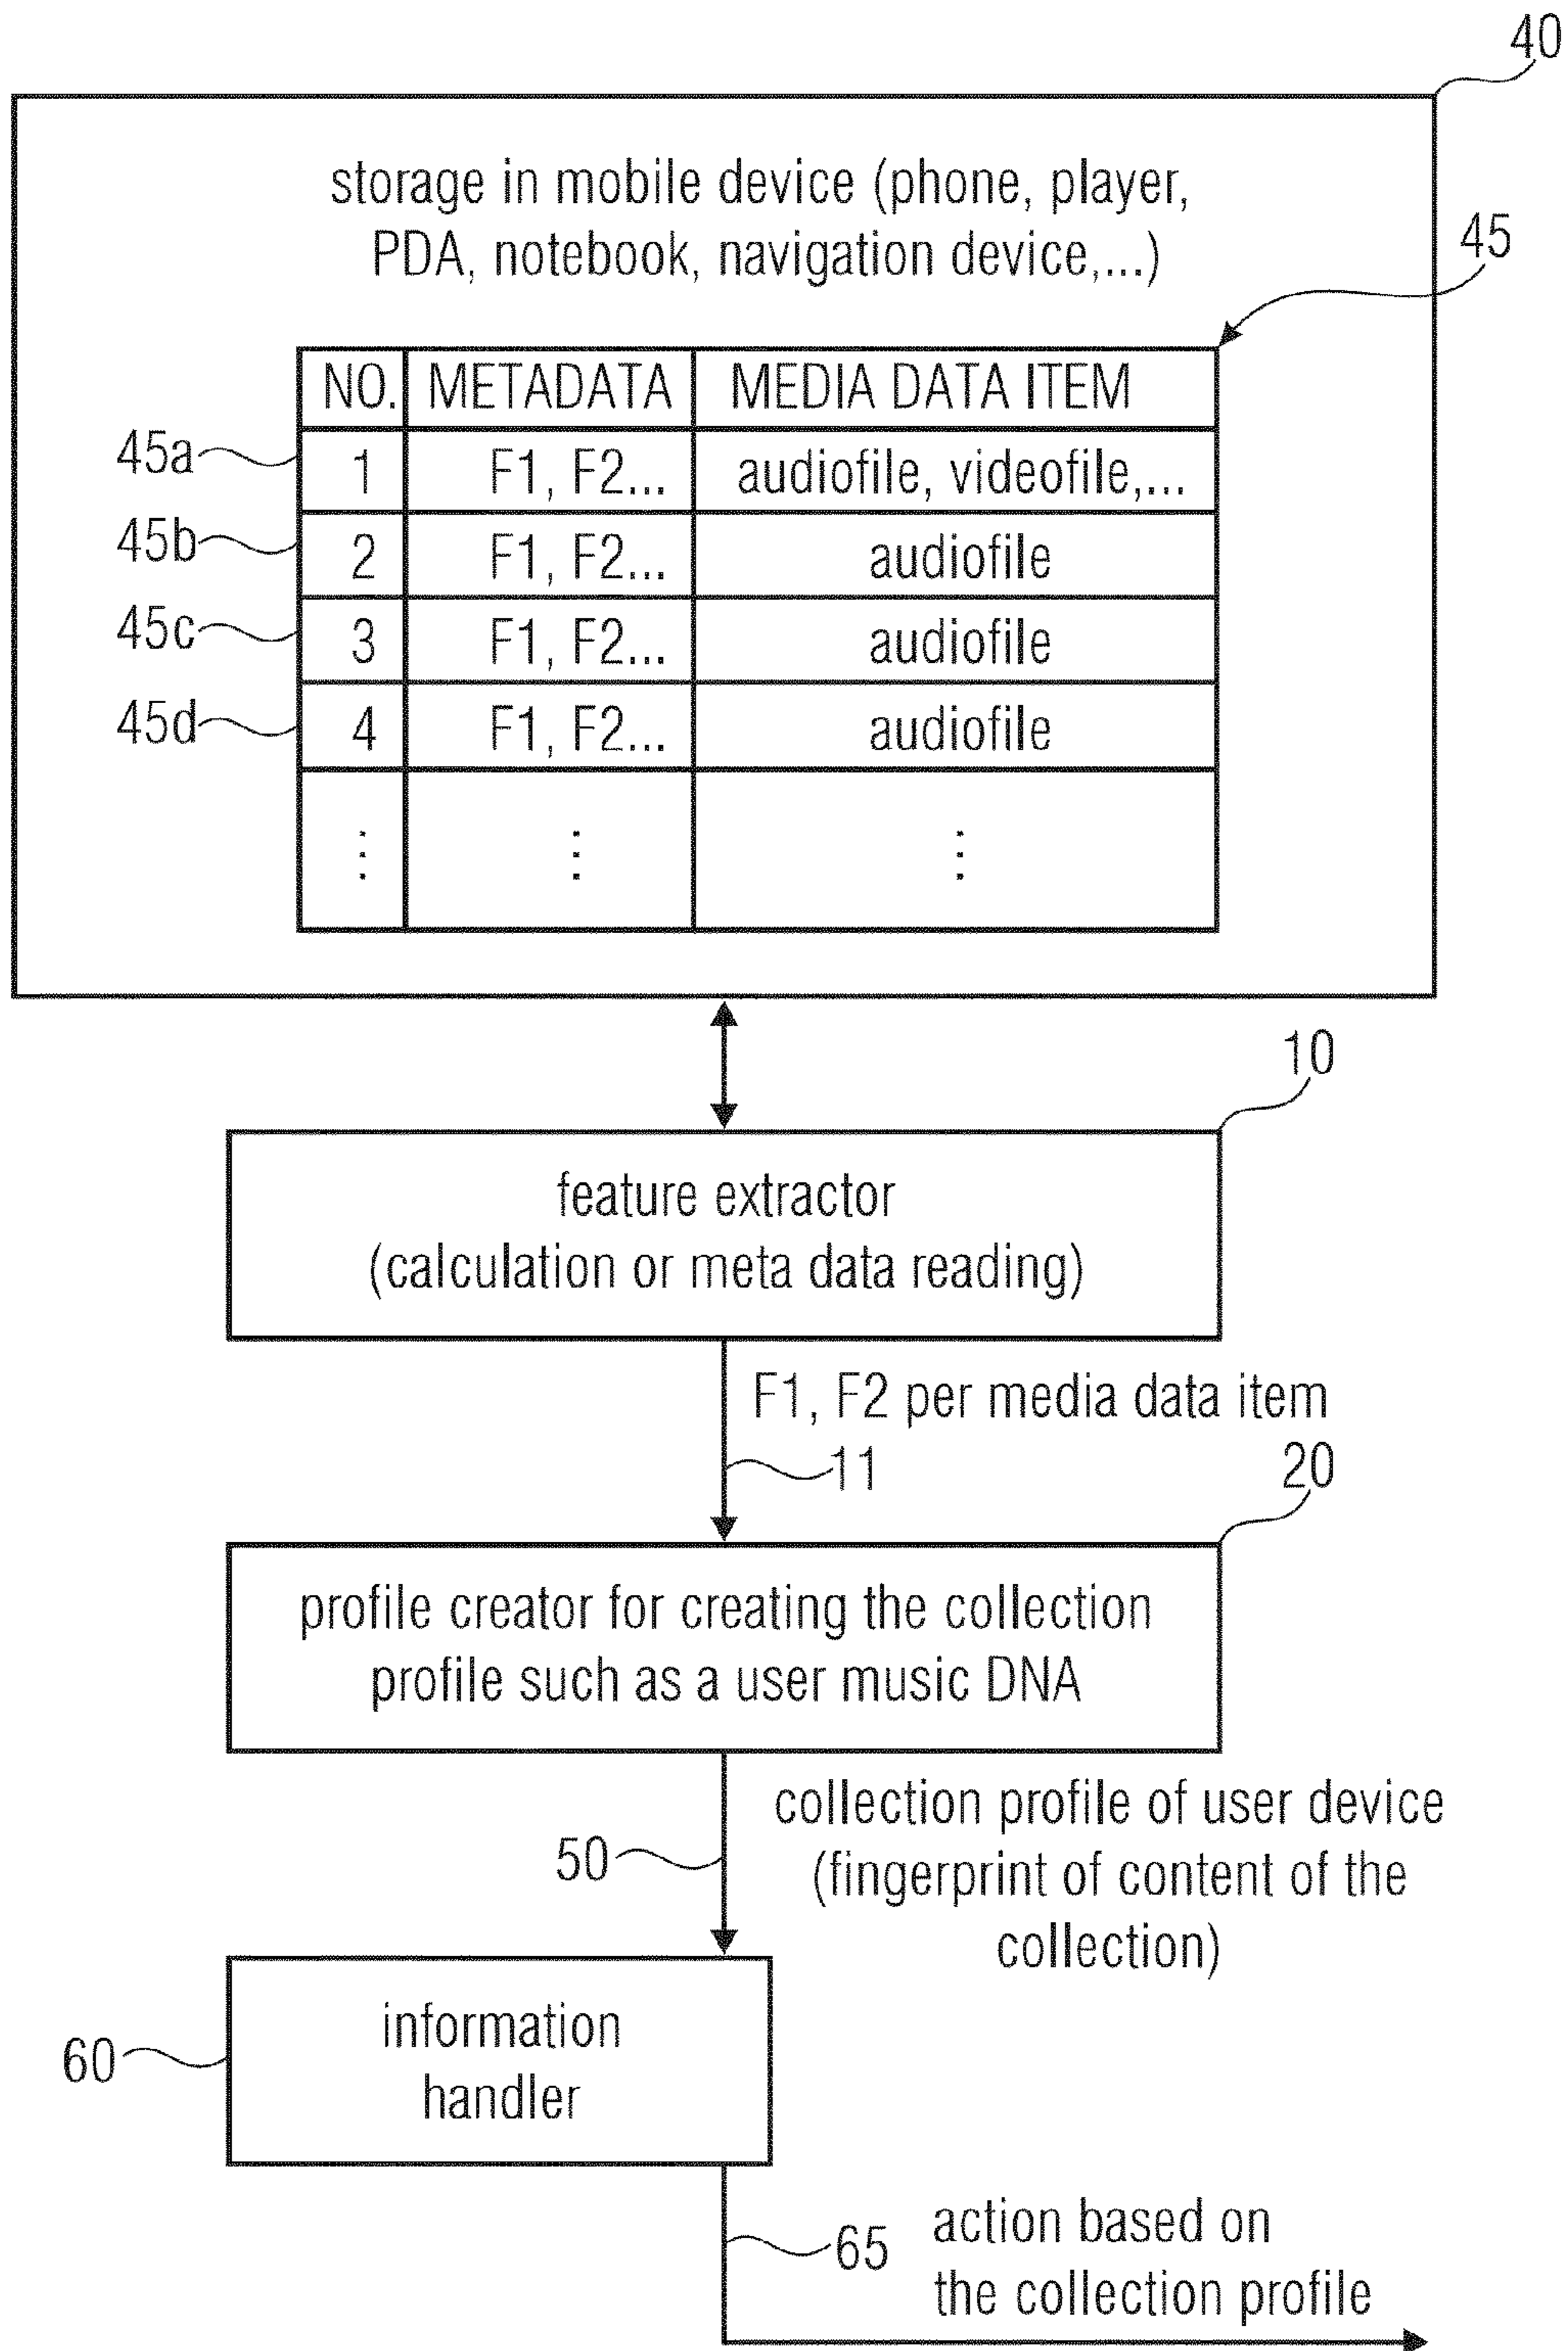 40
storage in mobile device (phone, player,
PDA, notebook, navigation device,...)
45
NO. METADATA MEDIA DATA ITEM
45a 1 F1, F2... audiofile, videofile,...
45b 2 F1, F2... audiofile
45c 3 F1, F2... audiofile
45d 4 F1, F2... audiofile
⋮ ⋮ ⋮
10
feature extractor
(calculation or meta data reading)
F1, F2 per media data item
11
20
profile creator for creating the collection
profile such as a user music DNA
collection profile of user device
50
(fingerprint of content of the
collection)
60
information
handler
65
action based on
the collection profile